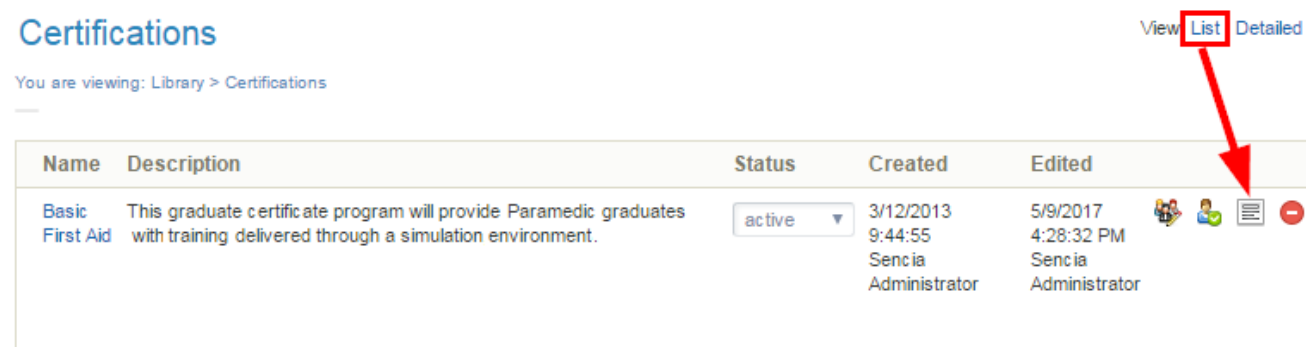 Certifications
View List Detailed
You are viewing: Library > Certifications
Name Description Status Created Edited
Basic This graduate certificate program will provide Paramedic graduates active 3/12/2013 5/9/2017
First Aid with training delivered through a simulation environment. 9:44:55 4:28:32 PM
Sencia Sencia
Administrator Administrator